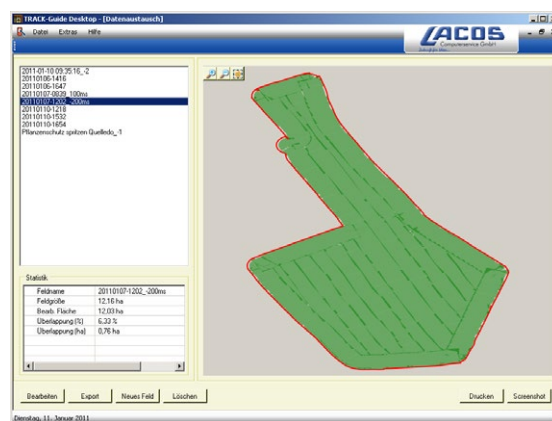 TRACK-Guide Desktop - [Datenaustausch]
Datei Extras Hilfe
LACOS
Computerservice GmbH
2011-01-10 09:35:16_-2
20110106-1416
20110106-1647
20110107-0839_100ms
20110107-1202_-200ms
20110110-1218
20110110-1532
20110110-1654
Pflanzenschutz spritzen Quelledo_-1
Statistik
Feldname 20110107-1202_-200ms
Feldgröße 12,16 ha
Bearb. Fläche 12,03 ha
Überlappung (%) 6,33 %
Überlappung (ha) 0,76 ha
Bearbeiten Export Neues Feld Löschen Drucken Screenshot
Dienstag, 11. Januar 2011